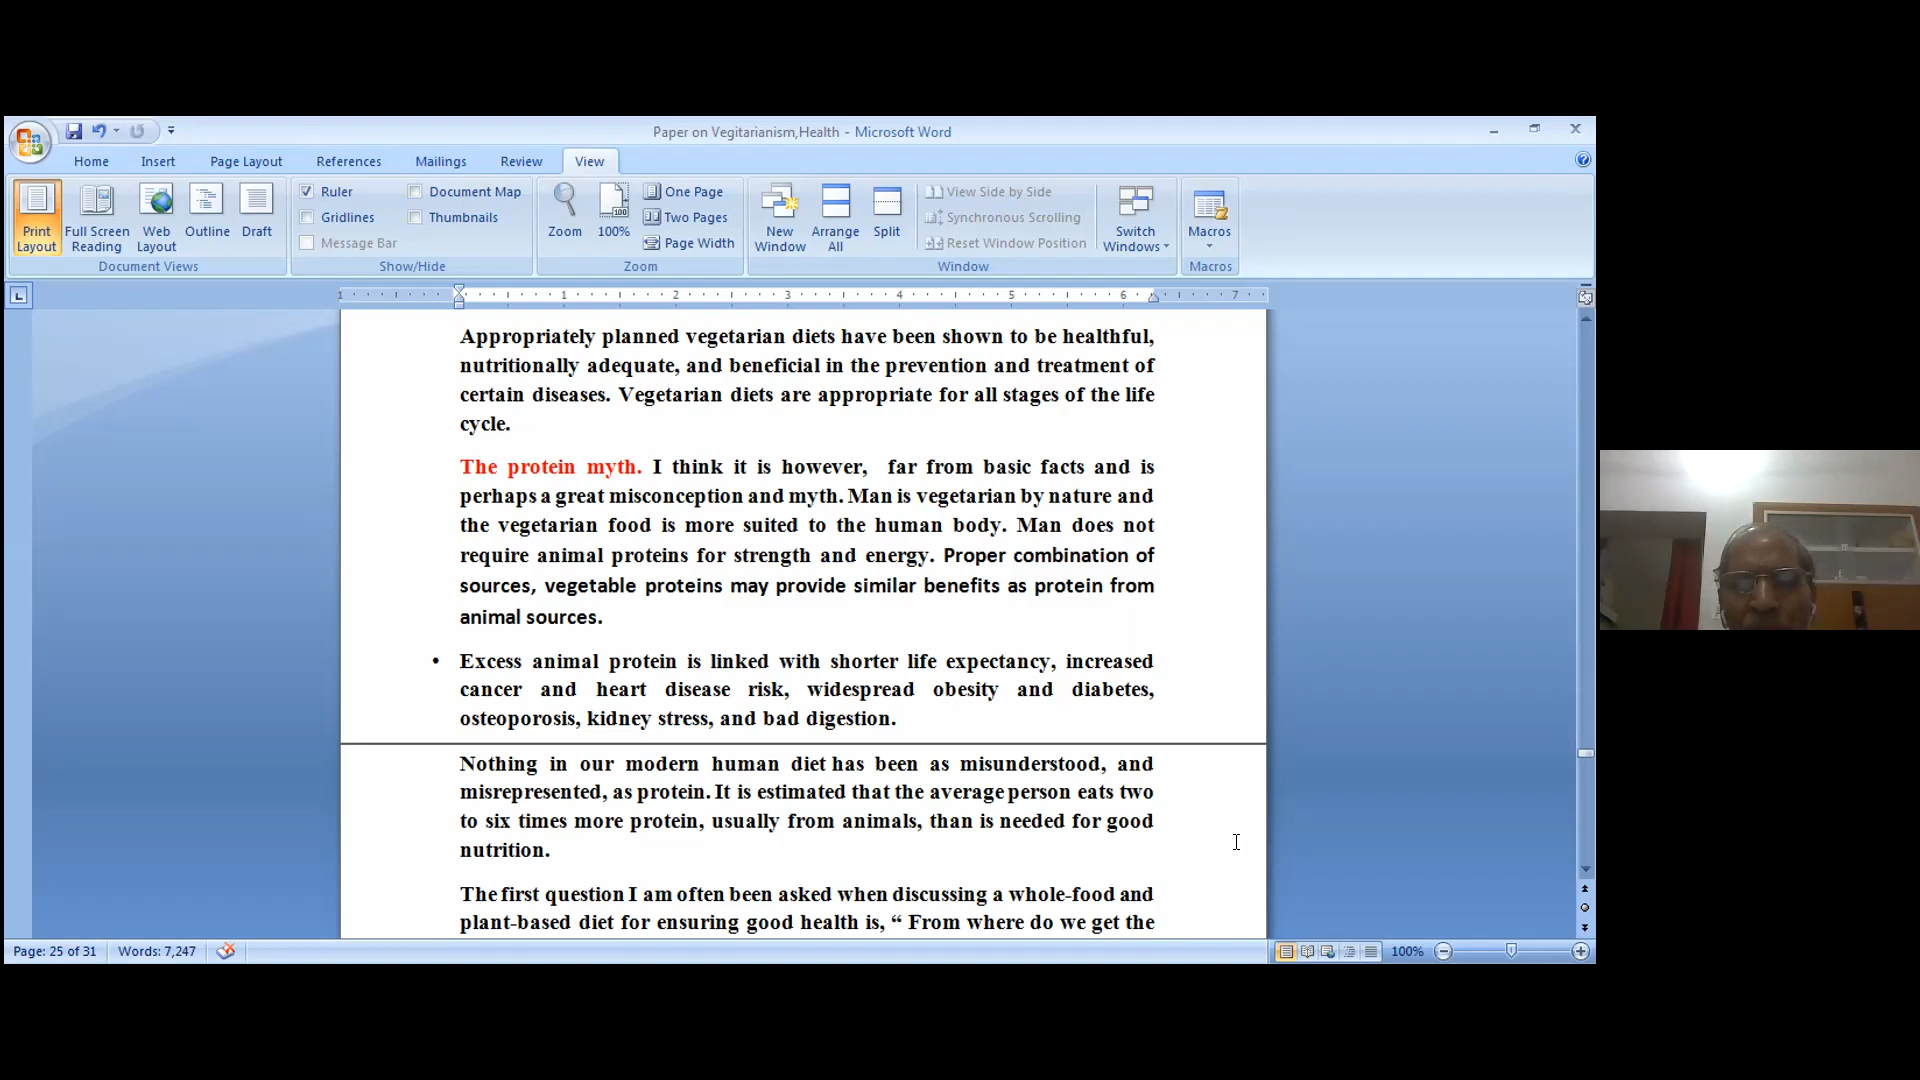 Paper on Vegitarianism,Health - Microsoft Word
Home Insert Page Layout References Mailings Review View
Print Layout
Full Screen Reading
Web Layout
Outline
Draft
Document Views
Ruler
Gridlines
Message Bar
Document Map
Thumbnails
Show/Hide
Zoom
100
100%
One Page
Two Pages
Page Width
Zoom
New Window
Arrange All
Split
View Side by Side
Synchronous Scrolling
Reset Window Position
Switch Windows
Window
Macros
Macros
1 1 2 3 4 5 6 7
Appropriately planned vegetarian diets have been shown to be healthful,
nutritionally adequate, and beneficial in the prevention and treatment of
certain diseases. Vegetarian diets are appropriate for all stages of the life
cycle.
The protein myth. I think it is however, far from basic facts and is
perhaps a great misconception and myth. Man is vegetarian by nature and
the vegetarian food is more suited to the human body. Man does not
require animal proteins for strength and energy. Proper combination of
sources, vegetable proteins may provide similar benefits as protein from
animal sources.
• Excess animal protein is linked with shorter life expectancy, increased
cancer and heart disease risk, widespread obesity and diabetes,
osteoporosis, kidney stress, and bad digestion.
Nothing in our modern human diet has been as misunderstood, and
misrepresented, as protein. It is estimated that the average person eats two
to six times more protein, usually from animals, than is needed for good
nutrition.
The first question I am often been asked when discussing a whole-food and
plant-based diet for ensuring good health is, “ From where do we get the
Page: 25 of 31 Words: 7,247 100%